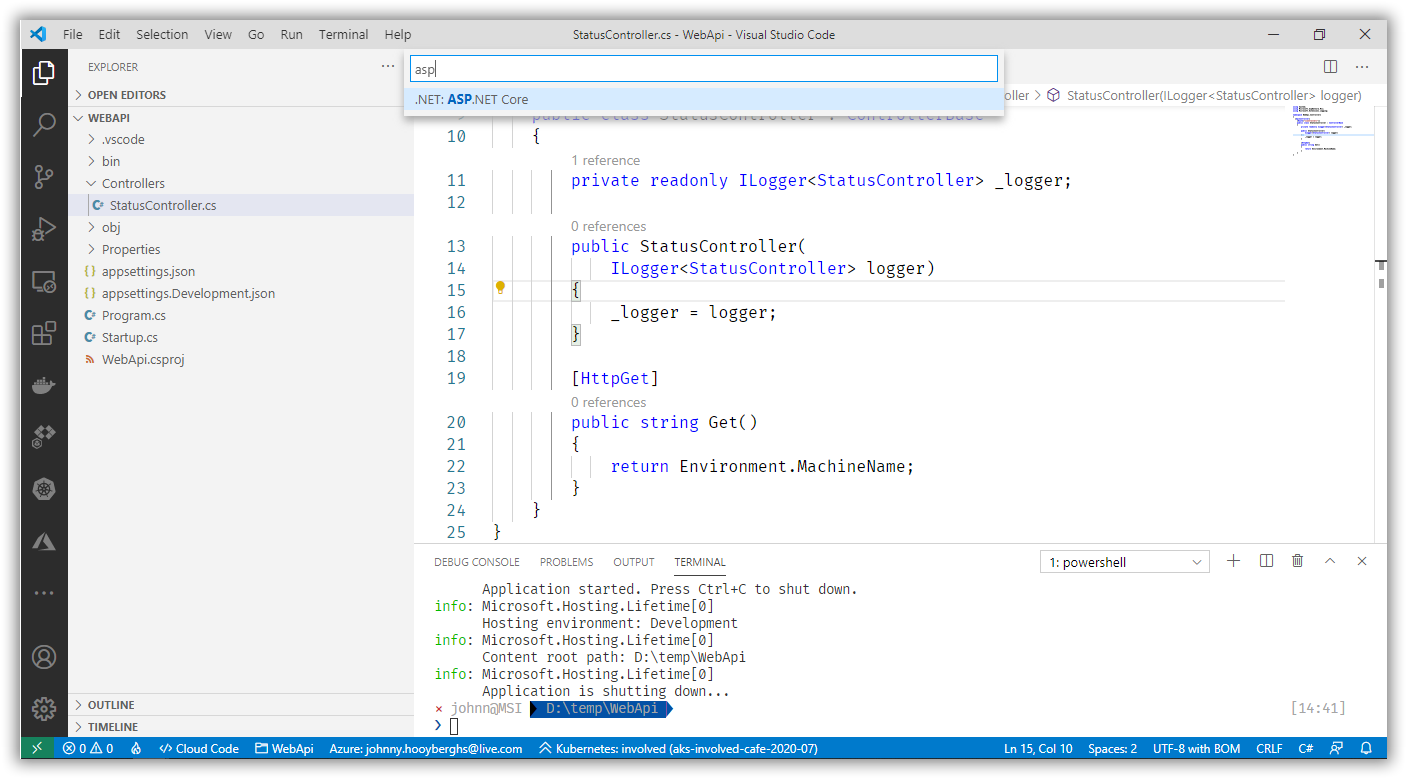 File Edit Selection View Go Run Terminal Help
StatusController.cs - WebApi - Visual Studio Code
EXPLORER
OPEN EDITORS
WEBAPI
.vscode
bin
Controllers
C# StatusController.cs
obj
Properties
{} appsettings.json
{} appsettings.Development.json
C# Program.cs
C# Startup.cs
WebApi.csproj
OUTLINE
TIMELINE
asp
.NET: ASP.NET Core
oller > StatusController(ILogger<StatusController> logger)
public class StatusController : ControllerBase
10 {
1 reference
11 private readonly ILogger<StatusController> _logger;
12
0 references
13 public StatusController(
14 ILogger<StatusController> logger)
15 {
16 _logger = logger;
17 }
18
19 [HttpGet]
0 references
20 public string Get()
21 {
22 return Environment.MachineName;
23 }
24 }
25 }
DEBUG CONSOLE PROBLEMS OUTPUT TERMINAL 1: powershell
Application started. Press Ctrl+C to shut down.
info: Microsoft.Hosting.Lifetime[0]
Hosting environment: Development
info: Microsoft.Hosting.Lifetime[0]
Content root path: D:\temp\WebApi
info: Microsoft.Hosting.Lifetime[0]
Application is shutting down...
× johnn@MSI D:\temp\WebApi [14:41]
❯
0 0 Cloud Code WebApi Azure: johnny.hooyberghs@live.com Kubernetes: involved (aks-involved-cafe-2020-07) Ln 15, Col 10 Spaces: 2 UTF-8 with BOM CRLF C#